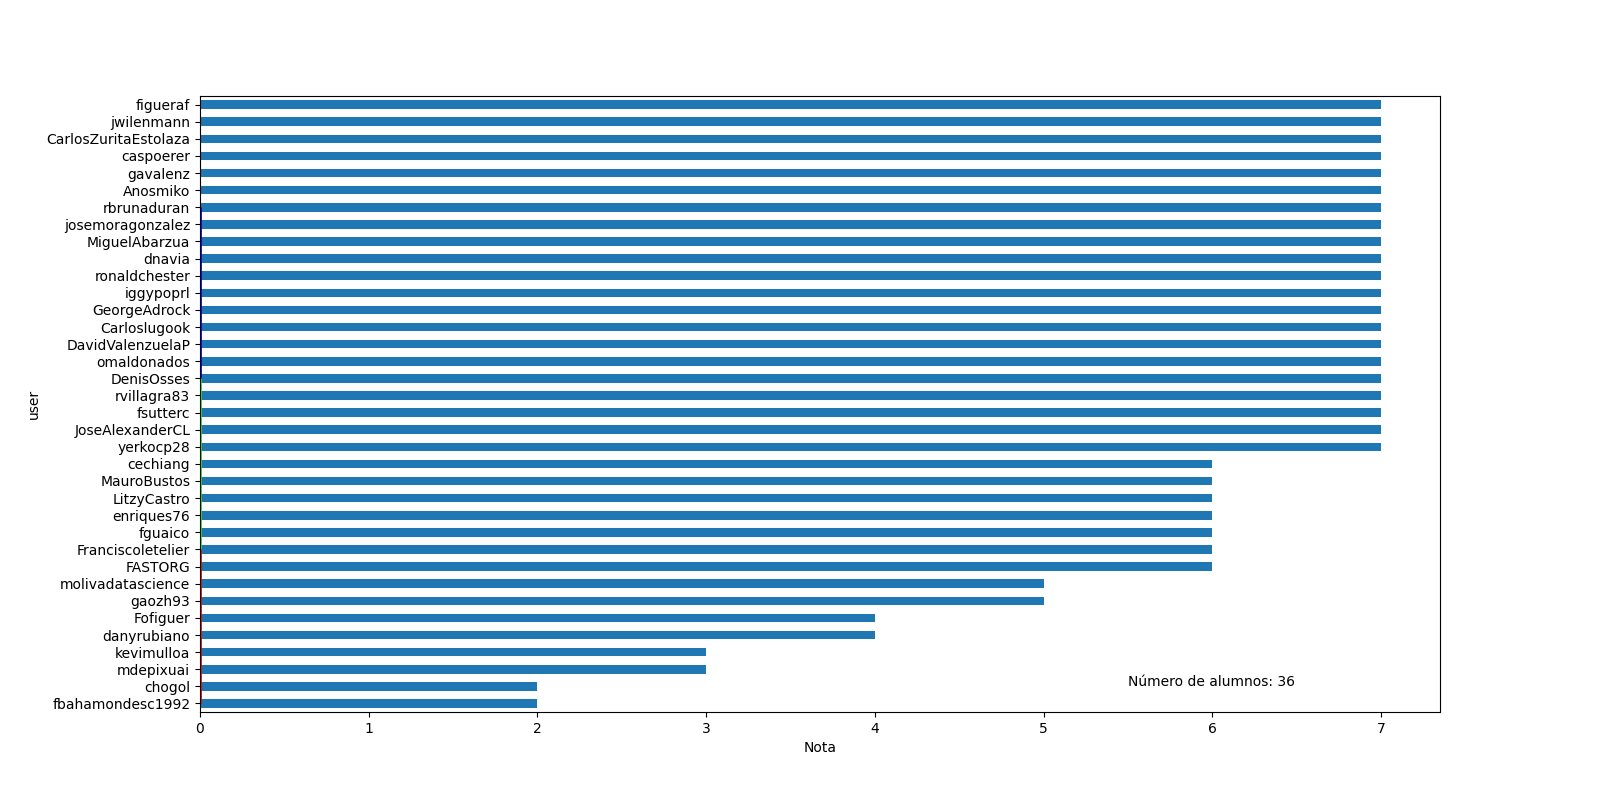 figueraf
jwilenmann
CarlosZuritaEstolaza
caspoerer
gavalenz
Anosmiko
rbrunaduran
josemoragonzalez
MiguelAbarzua
dnavia
ronaldchester
iggypoprl
GeorgeAdrock
Carloslugook
DavidValenzuelaP
omaldonados
DenisOsses
rvillagra83
fsutterc
JoseAlexanderCL
yerkocp28
cechiang
MauroBustos
LitzyCastro
enriques76
fguaico
Franciscoletelier
FASTORG
molivadatascience
gaozh93
Fofiguer
danyrubiano
kevimulloa
mdepixuai
chogol
fbahamondesc1992
user
Número de alumnos: 36
0 1 2 3 4 5 6 7
Nota